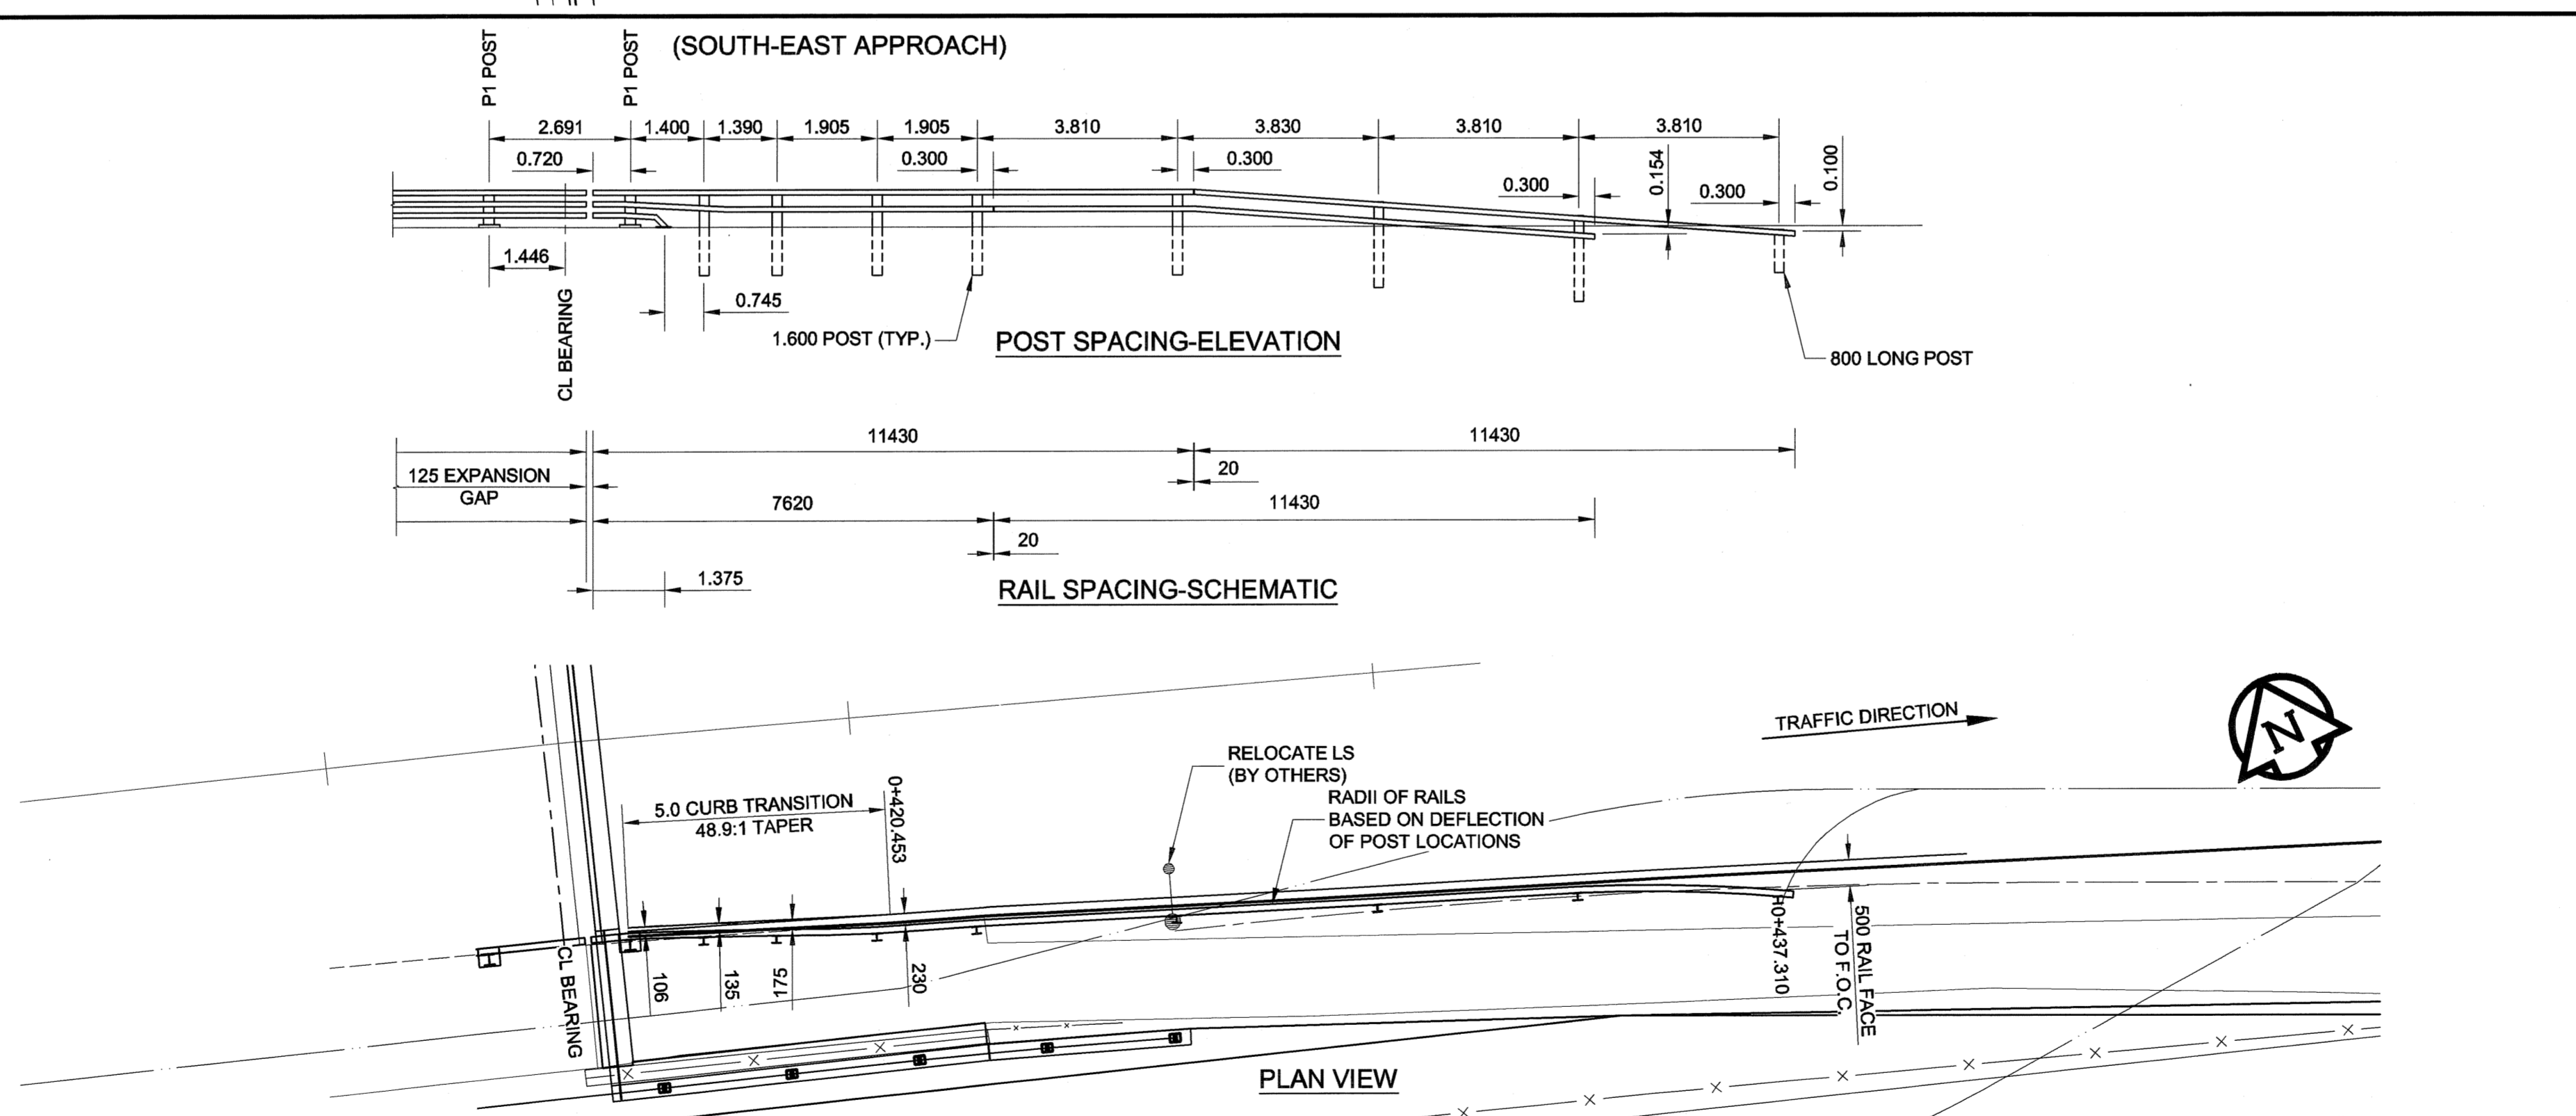 P1 POST
P1 POST
(SOUTH-EAST APPROACH)
2.691
1.400
1.390
1.905
1.905
3.810
3.830
3.810
3.810
0.720
0.300
0.300
0.300
0.154
0.300
0.100
1.446
CL BEARING
0.745
1.600 POST (TYP.)
POST SPACING-ELEVATION
800 LONG POST
11430
11430
125 EXPANSION
GAP
20
7620
11430
20
1.375
RAIL SPACING-SCHEMATIC
TRAFFIC DIRECTION
N
RELOCATE LS
(BY OTHERS)
5.0 CURB TRANSITION
48.9:1 TAPER
0+420.453
RADII OF RAILS
BASED ON DEFLECTION
OF POST LOCATIONS
CL BEARING
106
135
175
230
0+437.310
500 RAIL FACE
TO F.O.C.
PLAN VIEW